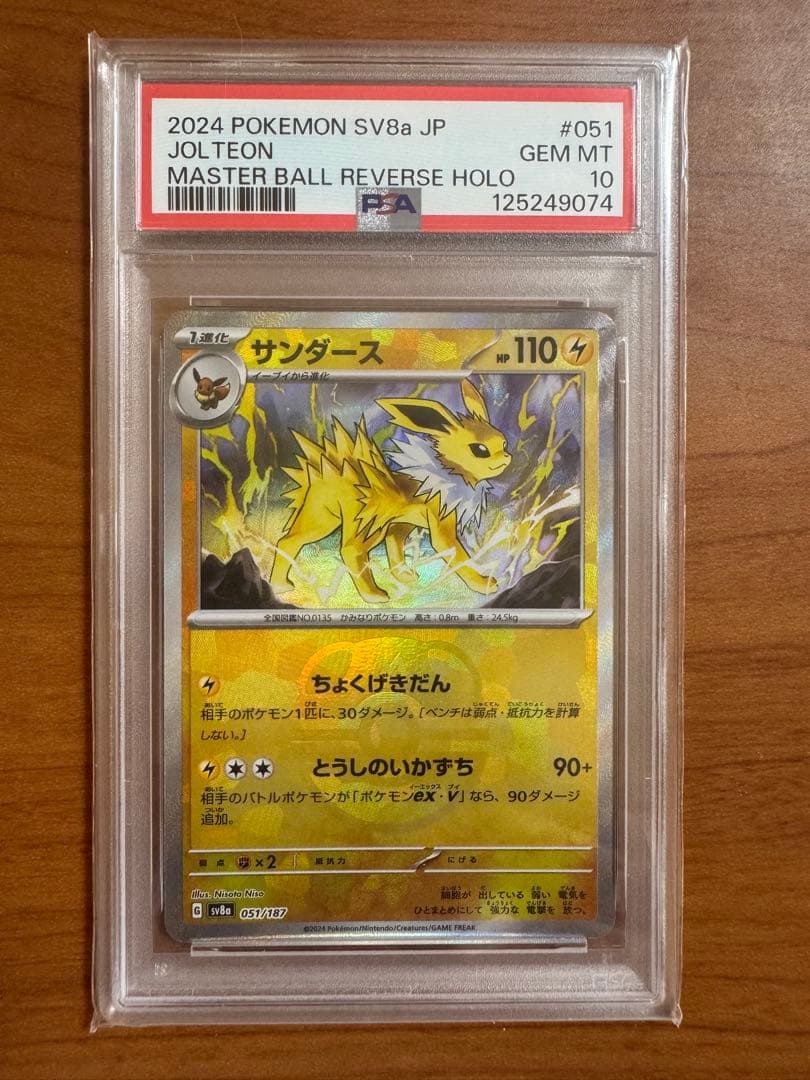 2024 POKEMON SV8a JP #051
JOLTEON GEM MT
MASTER BALL REVERSE HOLO 10
PSA 125249074
1進化 サンダース HP 110
イーブイから進化
全国図鑑NO.0135 かみなりポケモン 高さ:0.8m 重さ:24.5kg
ちょくげきだん
相手のポケモン1匹に、30ダメージ。[ベンチは弱点・抵抗力を計算
しない。]
とうしのいかずち 90+
相手のバトルポケモンが「ポケモンex・V」なら、90ダメージ
追加。
弱点 ×2 抵抗力 にげる
Illus. Nisota Niso
細胞が 出している 弱い 電気を
ひとまとめにして 強力な 電撃を 放つ。
G sv8a 051/187
©2024 Pokémon/Nintendo/Creatures/GAME FREAK